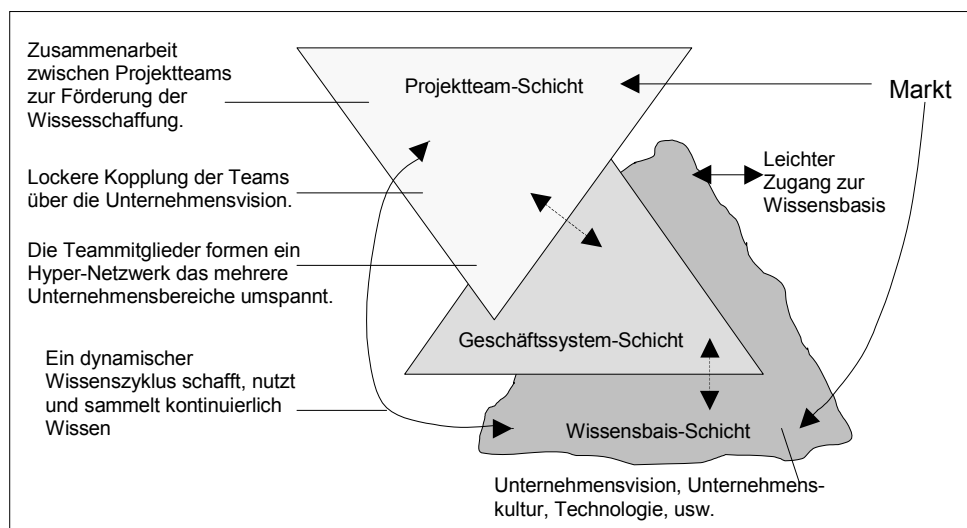 Zusammenarbeit
zwischen Projektteams
zur Förderung der
Wissesschaffung.
Projektteam-Schicht
Markt
Lockere Kopplung der Teams
über die Unternehmensvision.
Leichter
Zugang zur
Wissensbasis
Die Teammitglieder formen ein
Hyper-Netzwerk das mehrere
Unternehmensbereiche umspannt.
Geschäftssystem-Schicht
Ein dynamischer
Wissenszyklus schafft, nutzt
und sammelt kontinuierlich
Wissen
Wissensbais-Schicht
Unternehmensvision, Unternehmens-
kultur, Technologie, usw.